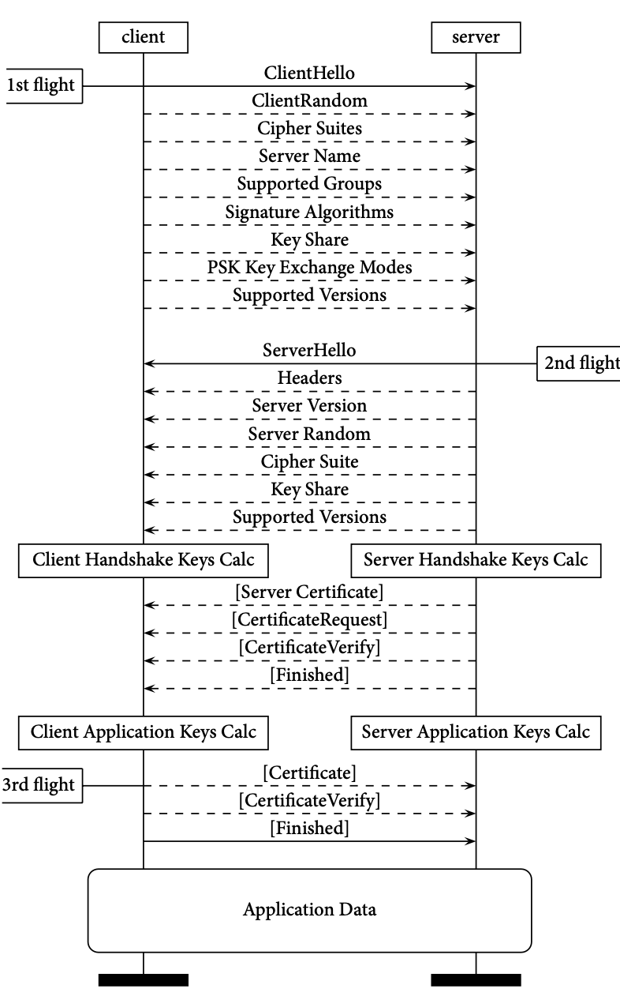 client
server
1st flight
ClientHello
ClientRandom
Cipher Suites
Server Name
Supported Groups
Signature Algorithms
Key Share
PSK Key Exchange Modes
Supported Versions
ServerHello
2nd flight
Headers
Server Version
Server Random
Cipher Suite
Key Share
Supported Versions
Client Handshake Keys Calc
Server Handshake Keys Calc
[Server Certificate]
[CertificateRequest]
[CertificateVerify]
[Finished]
Client Application Keys Calc
Server Application Keys Calc
3rd flight
[Certificate]
[CertificateVerify]
[Finished]
Application Data